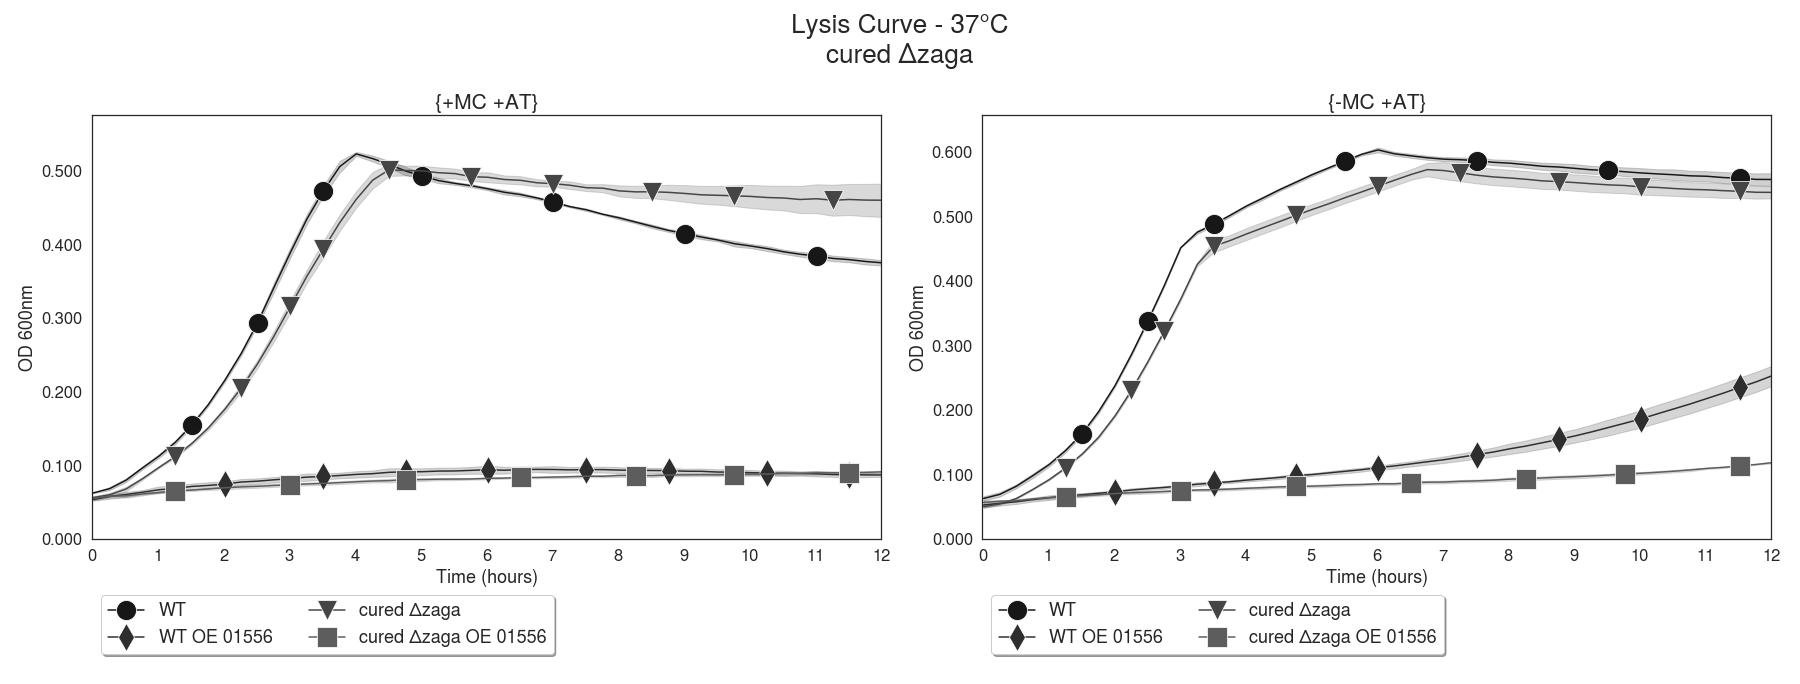 Lysis Curve - 37°C
cured Δzaga
{+MC +AT}
0.500
0.400
0.300
0.200
0.100
0.000
OD 600nm
0 1 2 3 4 5 6 7 8 9 10 11 12
Time (hours)
WT
WT OE 01556
cured Δzaga
cured Δzaga OE 01556
{-MC +AT}
0.600
0.500
0.400
0.300
0.200
0.100
0.000
OD 600nm
0 1 2 3 4 5 6 7 8 9 10 11 12
Time (hours)
WT
WT OE 01556
cured Δzaga
cured Δzaga OE 01556